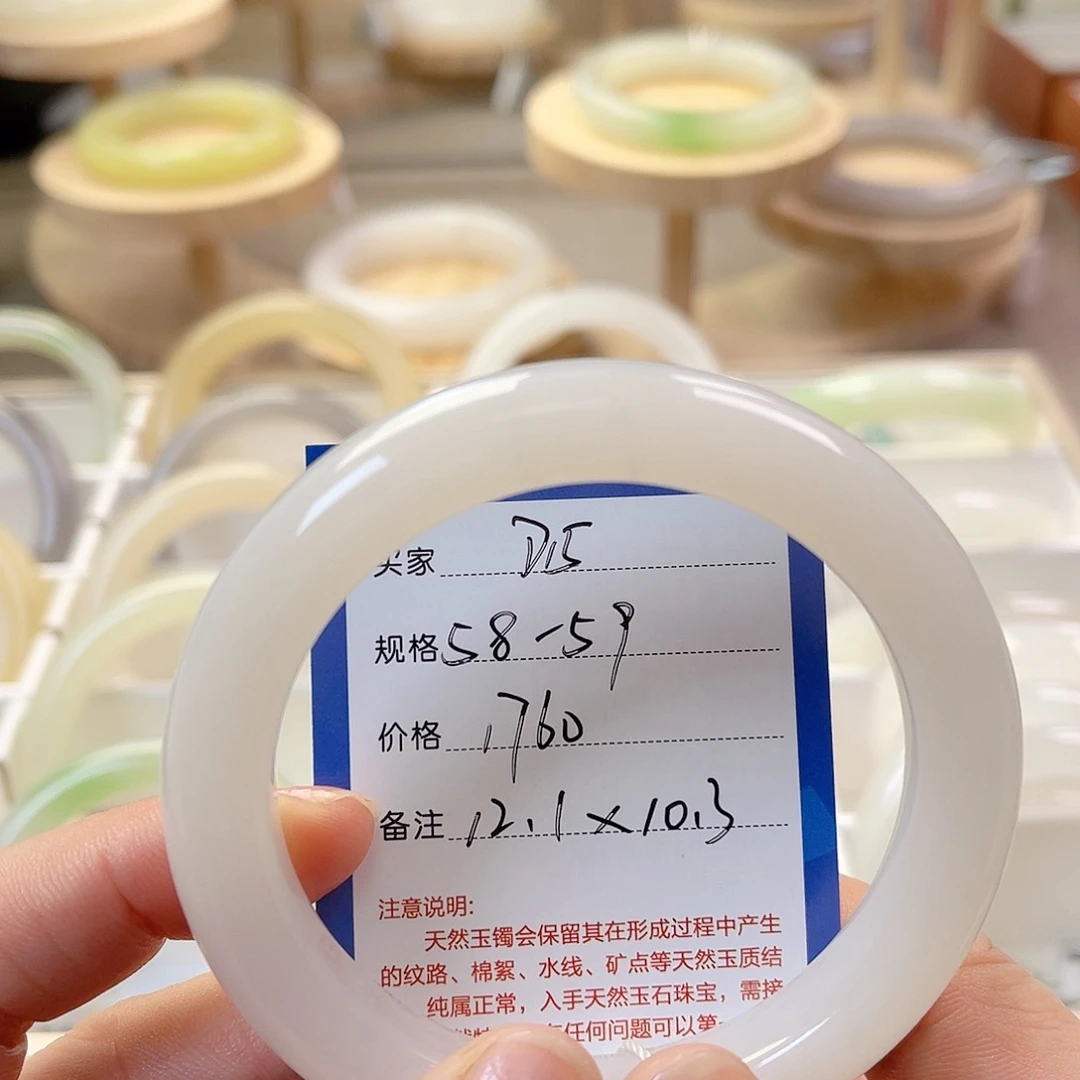 买家 D15
规格 58-59
价格 1760
备注 12.1×10.3
注意说明:
天然玉镯会保留其在形成过程中产生
的纹路、棉絮、水线、矿点等天然玉质结
纯属正常，入手天然玉石珠宝，需接
任何问题可以第一